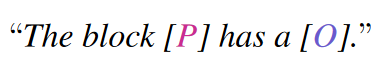 “The block [P] has a [O].”